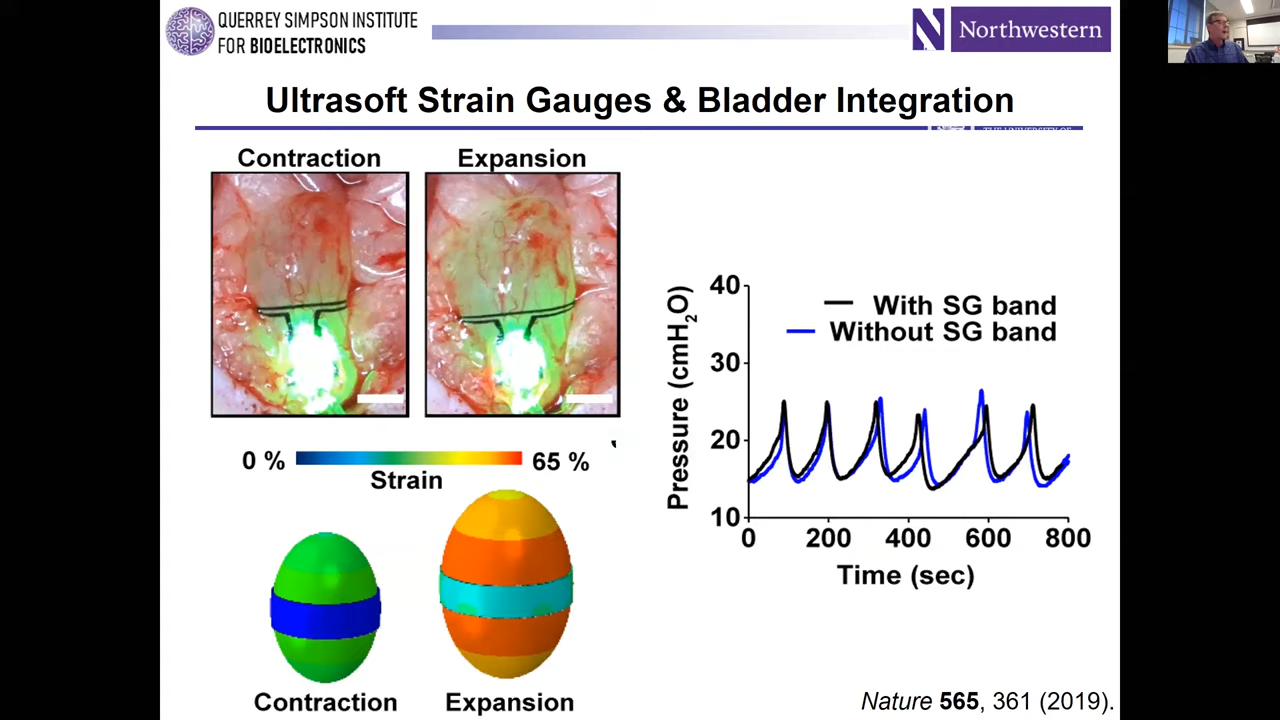 QUERREY SIMPSON INSTITUTE
FOR BIOELECTRONICS
N Northwestern
Ultrasoft Strain Gauges & Bladder Integration
Contraction
Expansion
0 %
65 %
Strain
Contraction
Expansion
Pressure (cmH2O)
40
30
20
10
With SG band
Without SG band
0 200 400 600 800
Time (sec)
Nature 565, 361 (2019).